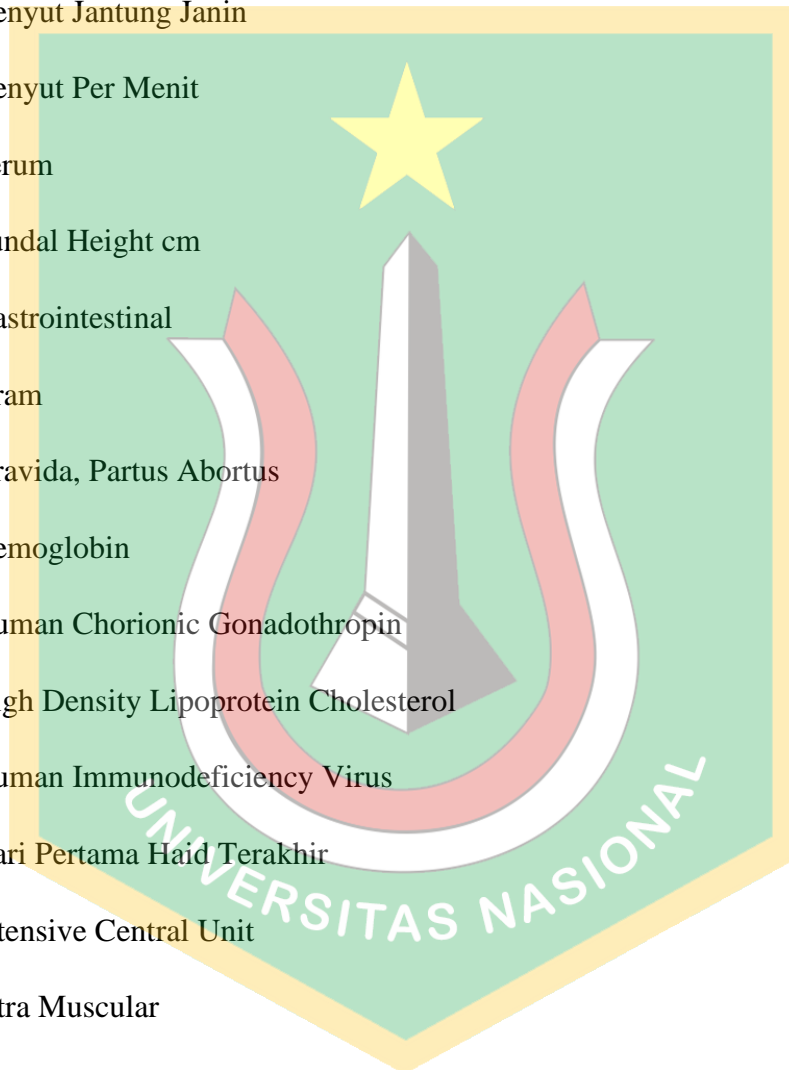 enyut Jantung Janin
enyut Per Menit
erum
undal Height cm
astrointestinal
ram
ravida, Partus Abortus
emoglobin
uman Chorionic Gonadothropin
igh Density Lipoprotein Cholesterol
uman Immunodeficiency Virus
ari Pertama Haid Terakhir
tensive Central Unit
tra Muscular
UNIVERSITAS NASIONAL